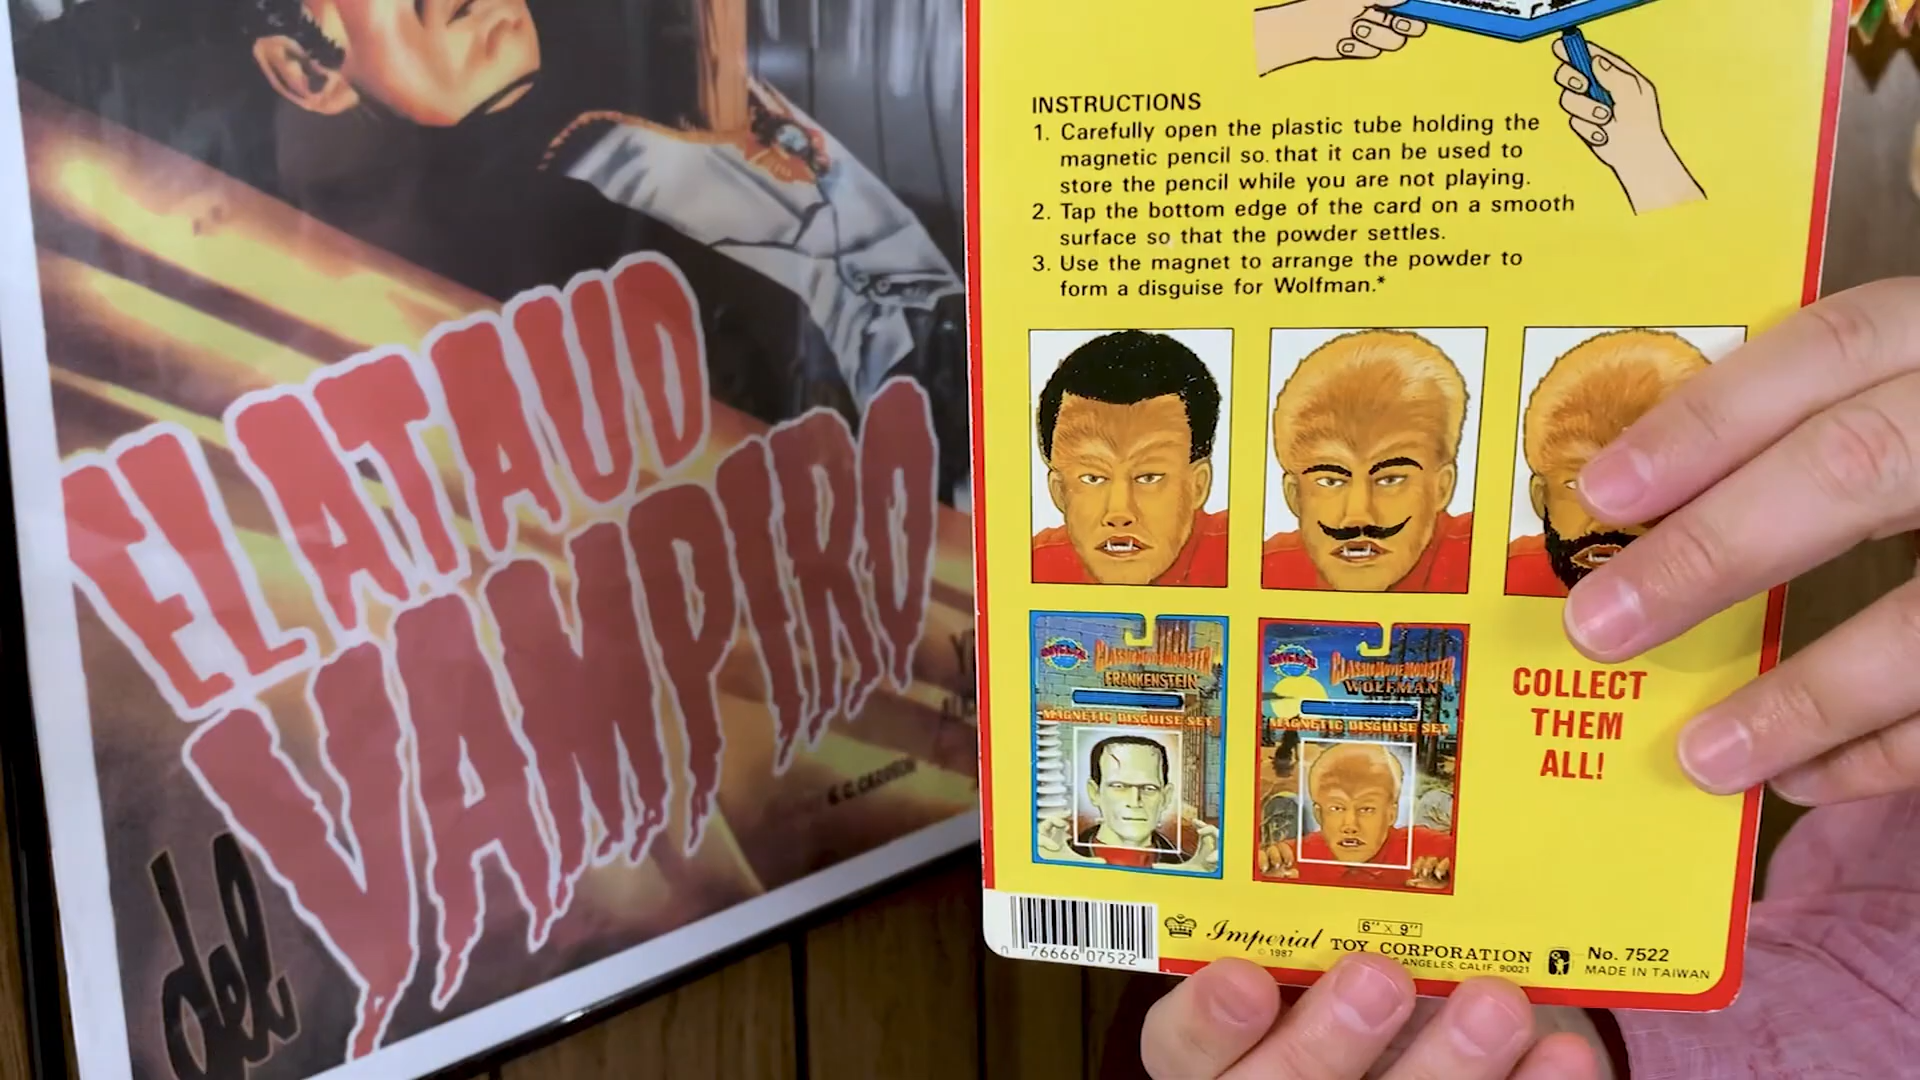 EL ATAUD
del
VAMPIRO
INSTRUCTIONS
1. Carefully open the plastic tube holding the
magnetic pencil so that it can be used to
store the pencil while you are not playing.
2. Tap the bottom edge of the card on a smooth
surface so that the powder settles.
3. Use the magnet to arrange the powder to
form a disguise for Wolfman.*
CLASSIC MOVIE MONSTER
FRANKENSTEIN
MAGNETIC DISGUISE SET
CLASSIC MOVIE MONSTER
WOLFMAN
MAGNETIC DISGUISE SET
COLLECT
THEM
ALL!
0 76666 07522
Imperial
© 1987
6" X 9"
TOY CORPORATION
ANGELES, CALIF. 90021
No. 7522
MADE IN TAIWAN